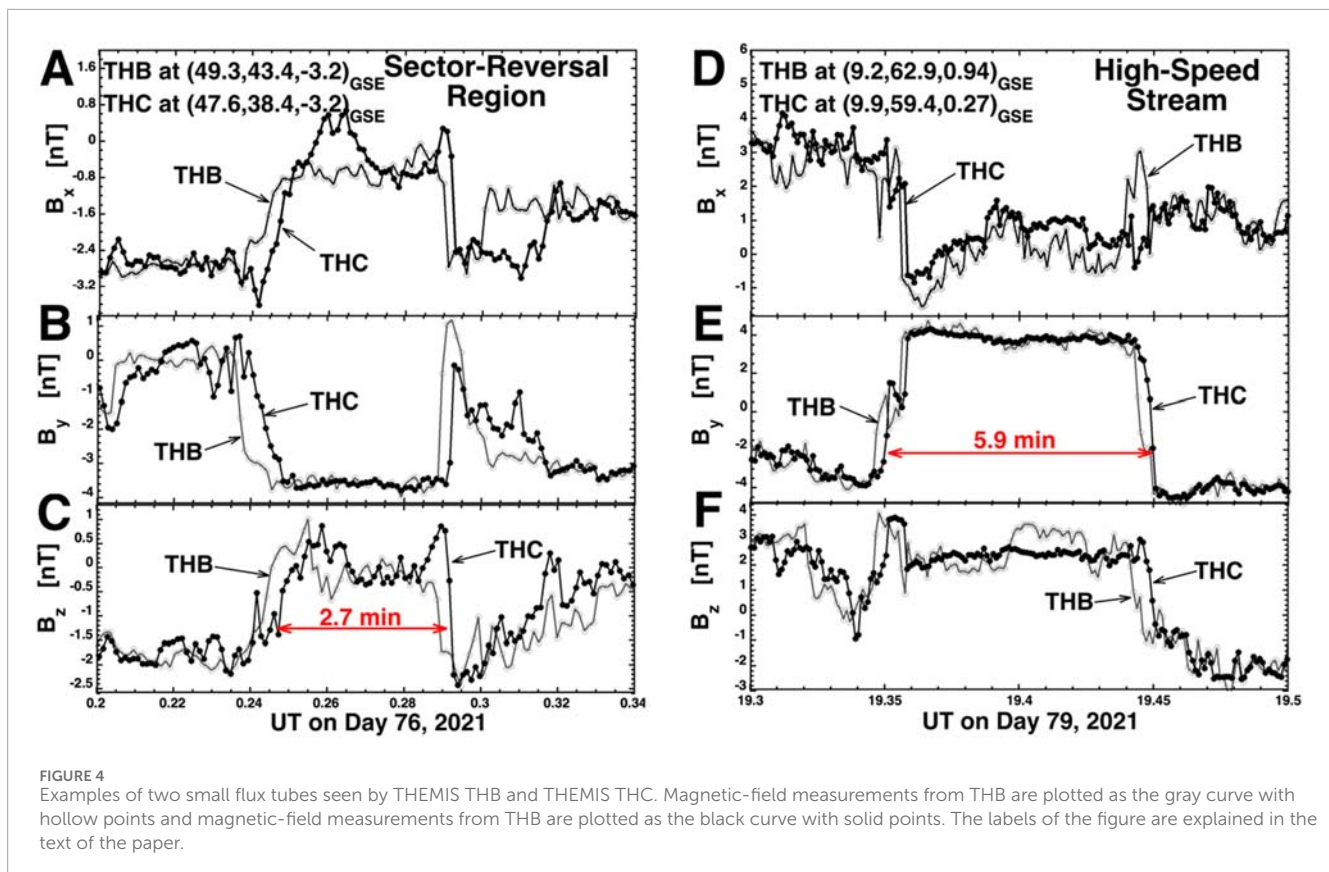 A
THB at (49.3,43.4,-3.2)GSE
THC at (47.6,38.4,-3.2)GSE
Sector-Reversal
Region
Bx [nT]
1.6
0.8
0
-0.8
-1.6
-2.4
-3.2
THB
THC
B
By [nT]
1
0
-1
-3
-4
THB
THC
C
Bz [nT]
1
0.5
0
-0.5
-1.5
-2
-2.5
THB
THC
2.7 min
0.2 0.22 0.24 0.26 0.28 0.3 0.32 0.34
UT on Day 76, 2021
D
THB at (9.2,62.9,0.94)GSE
THC at (9.9,59.4,0.27)GSE
High-Speed
Stream
Bx [nT]
6
5
4
3
2
0
-1
THB
THC
E
By [nT]
4
2
0
-2
-4
THB
THC
5.9 min
F
Bz [nT]
4
3
2
0
-1
-3
THC
THB
19.3 19.35 19.4 19.45 19.5
UT on Day 79, 2021
FIGURE 4
Examples of two small flux tubes seen by THEMIS THB and THEMIS THC. Magnetic-field measurements from THB are plotted as the gray curve with
hollow points and magnetic-field measurements from THB are plotted as the black curve with solid points. The labels of the figure are explained in the
text of the paper.